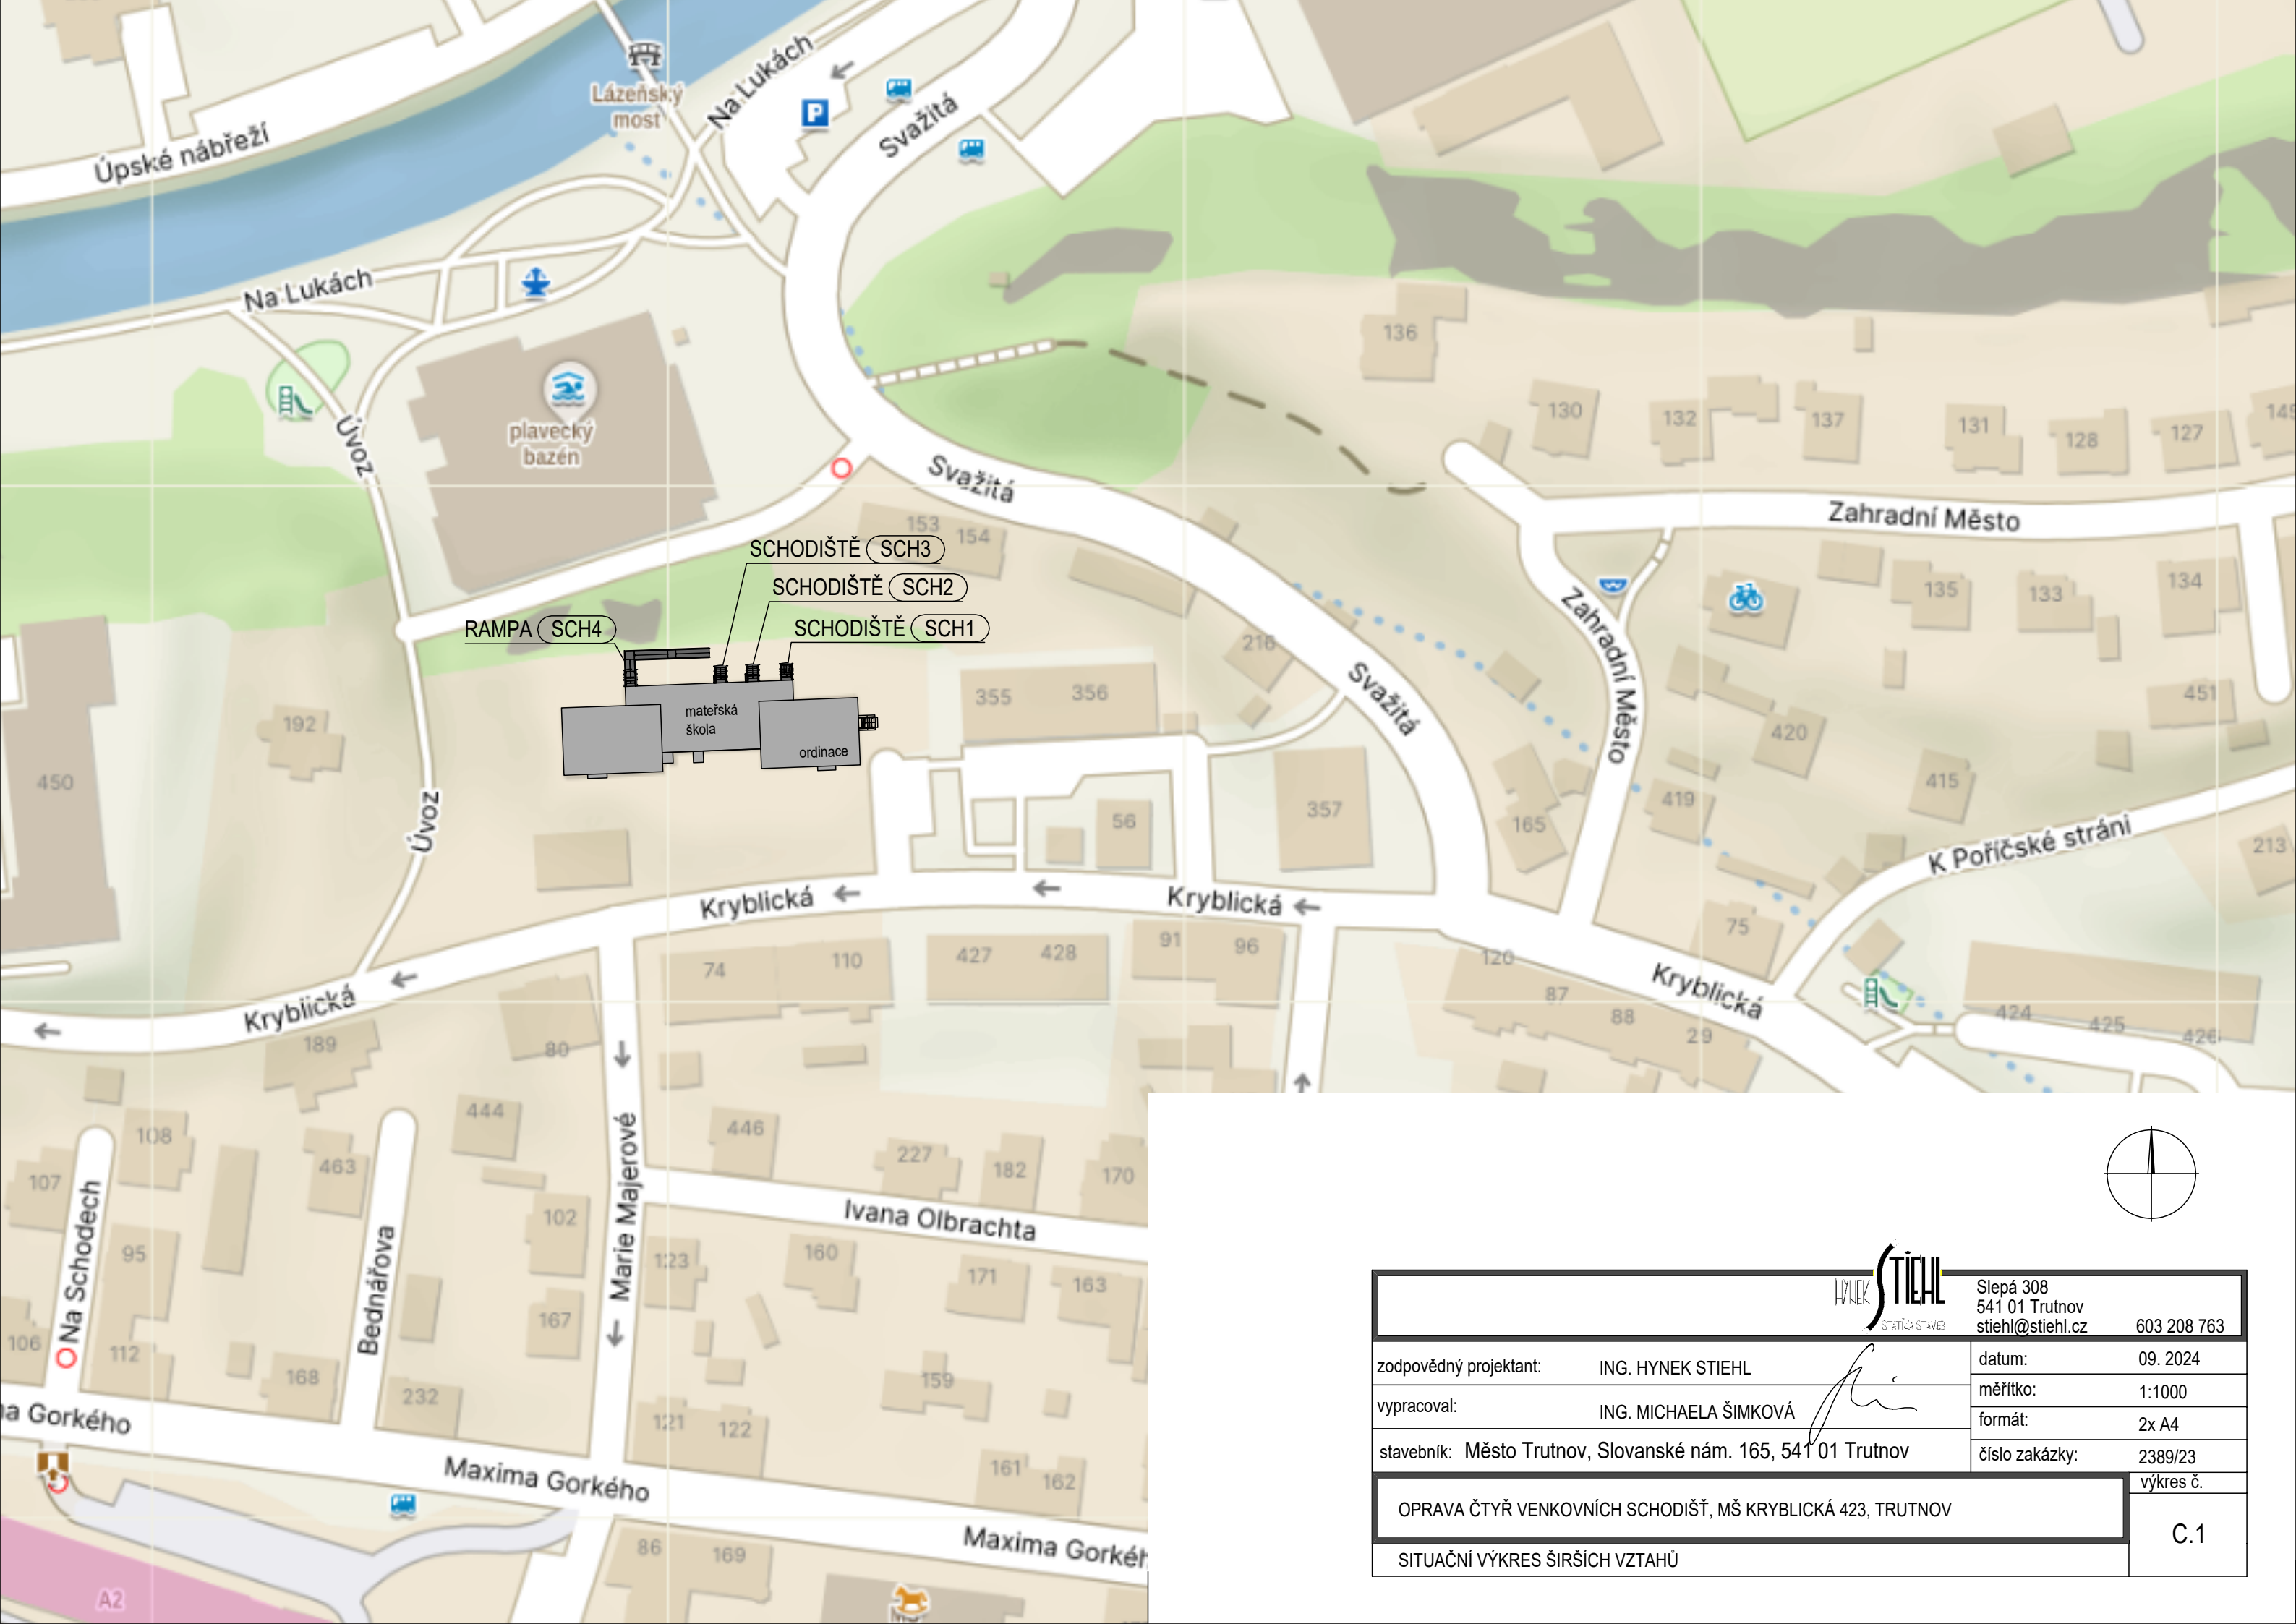 Lázeňský
most
Na Lukách
P
Svažitá
Úpské nábřeží
Na Lukách
136
130
132
137
131
128
127
145
plavecký
bazén
Úvoz
Svažitá
Zahradní Město
153
154
SCHODIŠTĚ SCH3
SCHODIŠTĚ SCH2
RAMPA SCH4
SCHODIŠTĚ SCH1
135
133
134
Zahradní Město
216
Svažitá
355
356
451
mateřská
škola
ordinace
192
420
450
415
419
Úvoz
56
357
165
K Poříčské stráni
213
Kryblická
Kryblická
75
91
96
74
110
427
428
120
Kryblická
Kryblická
87
88
29
424
425
426
189
80
444
108
446
107
463
227
182
170
Na Schodech
Marie Majerové
Ivana Olbrachta
102
95
123
160
171
163
Bednářova
106
112
167
168
232
159
121
122
161
162
Maxima Gorkého
86
169
A2
HYNEK STIEHL
STATIKA STAVEB
Slepá 308
541 01 Trutnov
stiehl@stiehl.cz 603 208 763
zodpovědný projektant: ING. HYNEK STIEHL
vypracoval: ING. MICHAELA ŠIMKOVÁ
stavebník: Město Trutnov, Slovanské nám. 165, 541 01 Trutnov
datum: 09. 2024
měřítko: 1:1000
formát: 2x A4
číslo zakázky: 2389/23
výkres č.
C.1
OPRAVA ČTYŘ VENKOVNÍCH SCHODIŠŤ, MŠ KRYBLICKÁ 423, TRUTNOV
SITUAČNÍ VÝKRES ŠIRŠÍCH VZTAHŮ